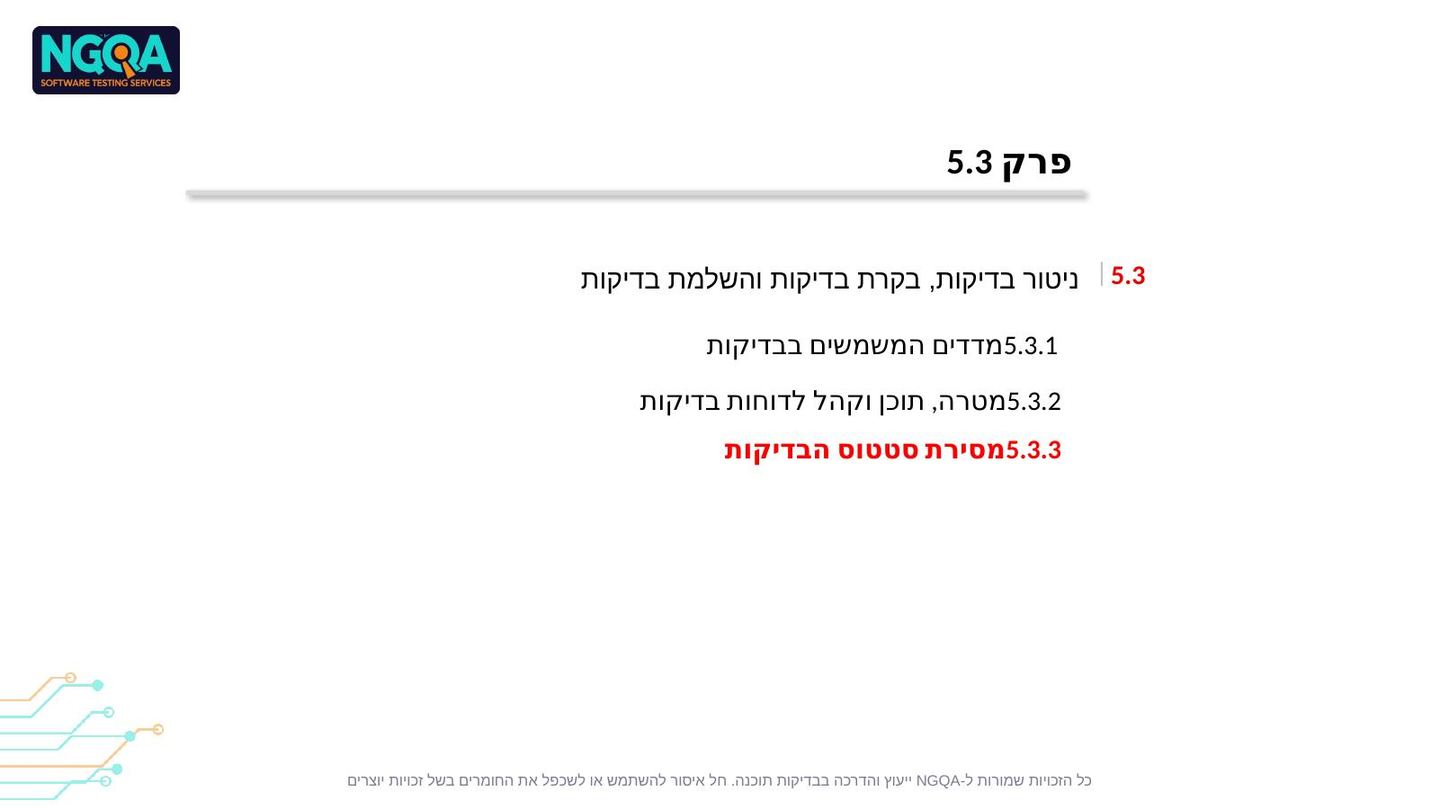 NGQA
SOFTWARE TESTING SERVICES
פרק 5.3
5.3 ניטור בדיקות, בקרת בדיקות והשלמת בדיקות
5.3.1מדדים המשמשים בבדיקות
5.3.2מטרה, תוכן וקהל לדוחות בדיקות
5.3.3מסירת סטטוס הבדיקות
כל הזכויות שמורות ל-NGQA ייעוץ והדרכה בבדיקות תוכנה. חל איסור להשתמש או לשכפל את החומרים בשל זכויות יוצרים